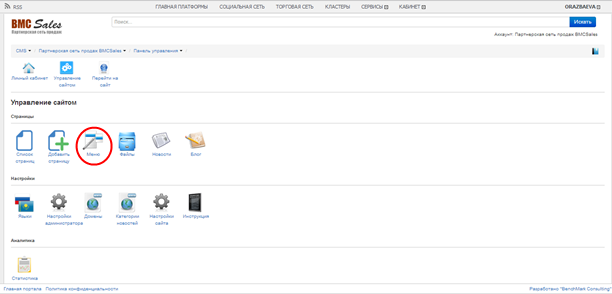 RSS
ГЛАВНАЯ ПЛАТФОРМЫ СОЦИАЛЬНАЯ СЕТЬ ТОРГОВАЯ СЕТЬ КЛАСТЕРЫ СЕРВИСЫ КАБИНЕТ ORAZBAEVA
BMC Sales
Партнерская сеть продаж
Поиск...
Искать
Аккаунт: Партнерская сеть продаж BMCSales
CMS Партнерская сеть продаж BMCSales Панель управления
Личный кабинет
Управление сайтом
Перейти на сайт
Управление сайтом
Страницы
Список страниц
Добавить страницу
Меню
Файлы
Новости
Блог
Настройки
Языки
Настройки администратора
Домены
Категории новостей
Настройки сайта
Инструкция
Аналитика
Статистика
Главная портала Политика конфиденциальности
Разработано "BenchMark Consulting"